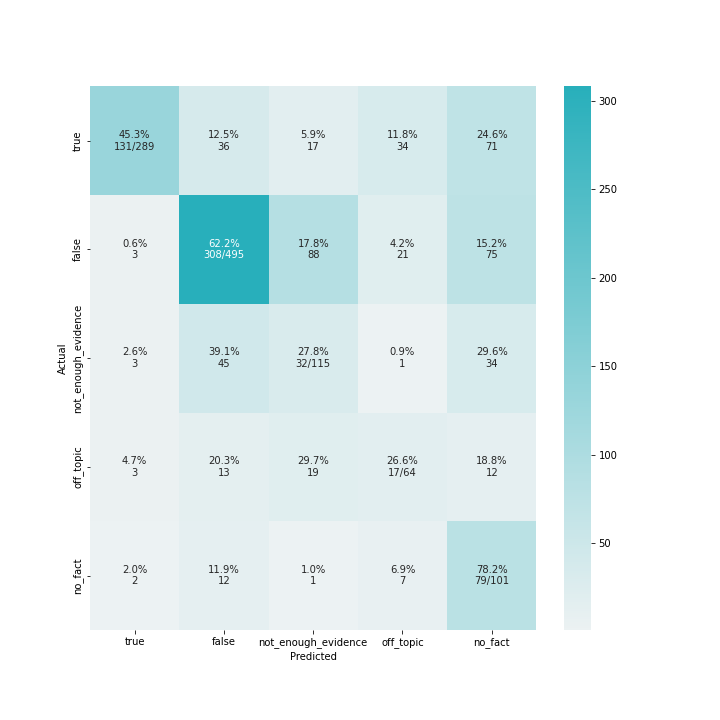 45.3% 12.5% 5.9% 11.8% 24.6%
131/289 36 17 34 71
true
0.6% 62.2% 17.8% 4.2% 15.2%
3 308/495 88 21 75
false
2.6% 39.1% 27.8% 0.9% 29.6%
3 45 32/115 1 34
not_enough_evidence
Actual
4.7% 20.3% 29.7% 26.6% 18.8%
3 13 19 17/64 12
off_topic
2.0% 11.9% 1.0% 6.9% 78.2%
2 12 1 7 79/101
no_fact
true false not_enough_evidence off_topic no_fact
Predicted
300
250
200
150
100
50